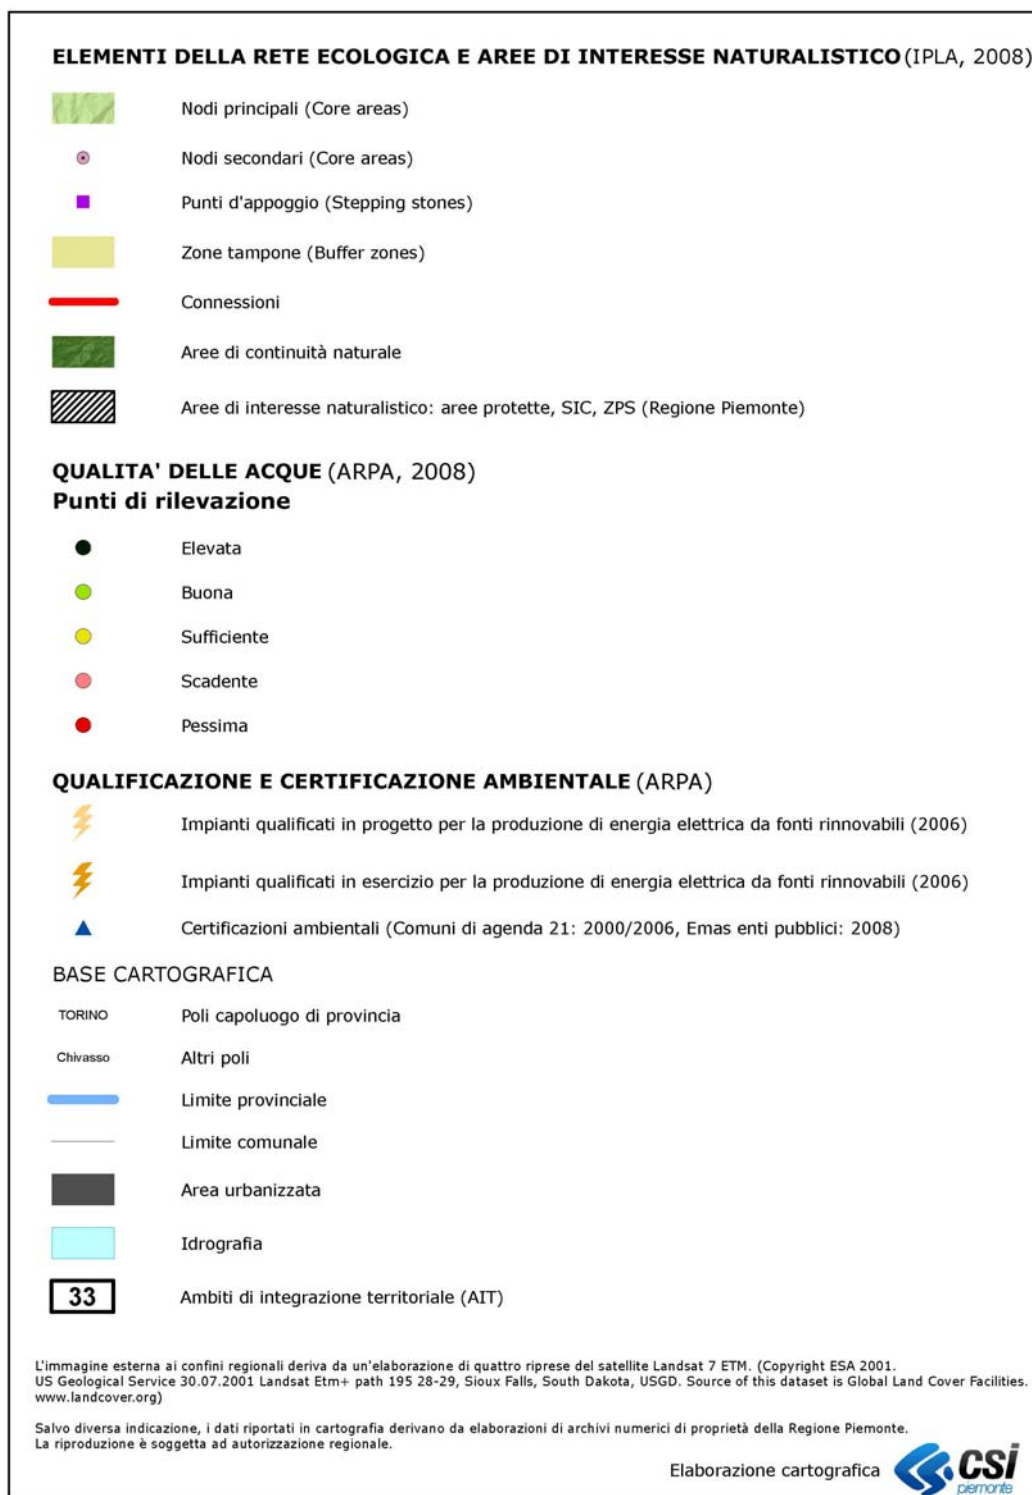 ELEMENTI DELLA RETE ECOLOGICA E AREE DI INTERESSE NATURALISTICO (IPLA, 2008)
Nodi principali (Core areas)
Nodi secondari (Core areas)
Punti d'appoggio (Stepping stones)
Zone tampone (Buffer zones)
Connessioni
Aree di continuità naturale
Aree di interesse naturalistico: aree protette, SIC, ZPS (Regione Piemonte)
QUALITA' DELLE ACQUE (ARPA, 2008)
Punti di rilevazione
Elevata
Buona
Sufficiente
Scadente
Pessima
QUALIFICAZIONE E CERTIFICAZIONE AMBIENTALE (ARPA)
Impianti qualificati in progetto per la produzione di energia elettrica da fonti rinnovabili (2006)
Impianti qualificati in esercizio per la produzione di energia elettrica da fonti rinnovabili (2006)
Certificazioni ambientali (Comuni di agenda 21: 2000/2006, Emas enti pubblici: 2008)
BASE CARTOGRAFICA
TORINO Poli capoluogo di provincia
Chivasso Altri poli
Limite provinciale
Limite comunale
Area urbanizzata
Idrografia
33 Ambiti di integrazione territoriale (AIT)
L'immagine esterna ai confini regionali deriva da un'elaborazione di quattro riprese del satellite Landsat 7 ETM. (Copyright ESA 2001.
US Geological Service 30.07.2001 Landsat Etm+ path 195 28-29, Sioux Falls, South Dakota, USGD. Source of this dataset is Global Land Cover Facilities.
www.landcover.org)
Salvo diversa indicazione, i dati riportati in cartografia derivano da elaborazioni di archivi numerici di proprietà della Regione Piemonte.
La riproduzione è soggetta ad autorizzazione regionale.
Elaborazione cartografica csi
piemonte